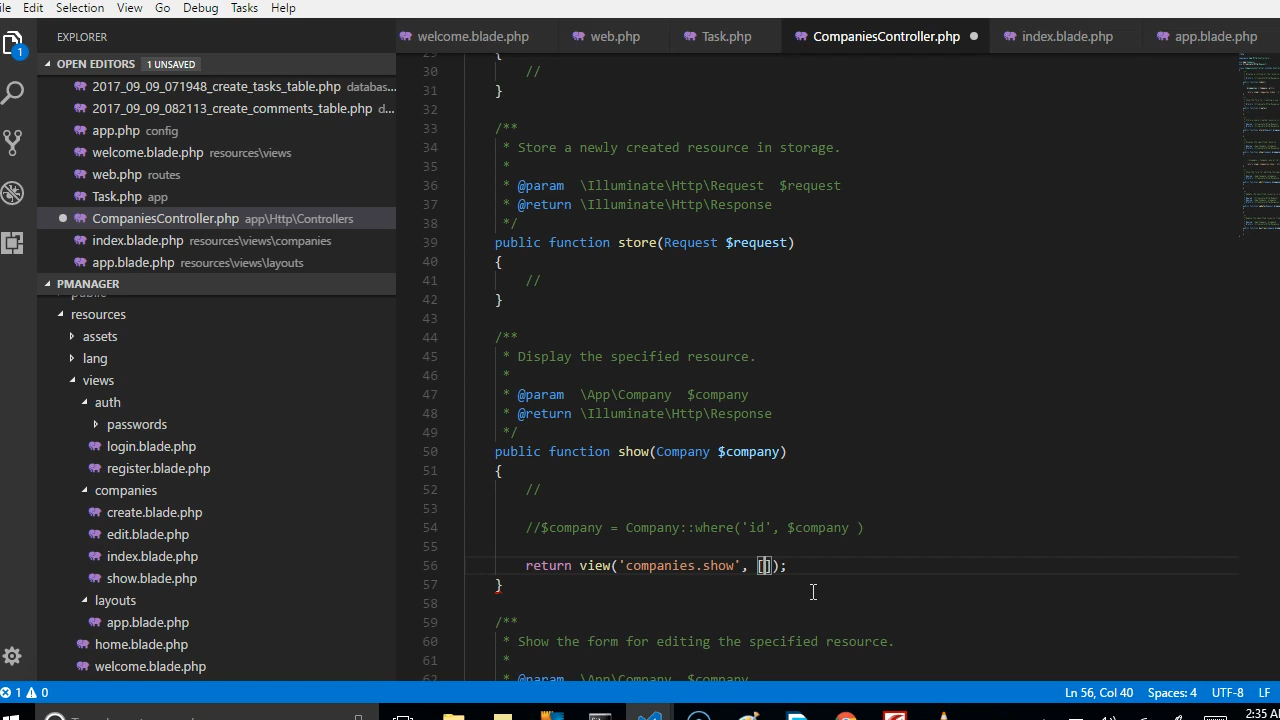 ile Edit Selection View Go Debug Tasks Help
EXPLORER
welcome.blade.php web.php Task.php CompaniesController.php index.blade.php app.blade.php
1
OPEN EDITORS 1 UNSAVED
2017_09_09_071948_create_tasks_table.php databas...
2017_09_09_082113_create_comments_table.php d...
app.php config
welcome.blade.php resources\views
web.php routes
Task.php app
CompaniesController.php app\Http\Controllers
index.blade.php resources\views\companies
app.blade.php resources\views\layouts
PMANAGER
public
resources
assets
lang
views
auth
passwords
login.blade.php
register.blade.php
companies
create.blade.php
edit.blade.php
index.blade.php
show.blade.php
layouts
app.blade.php
home.blade.php
welcome.blade.php
29 {
30 //
31 }
32
33 /**
34 * Store a newly created resource in storage.
35 *
36 * @param \Illuminate\Http\Request $request
37 * @return \Illuminate\Http\Response
38 */
39 public function store(Request $request)
40 {
41 //
42 }
43
44 /**
45 * Display the specified resource.
46 *
47 * @param \App\Company $company
48 * @return \Illuminate\Http\Response
49 */
50 public function show(Company $company)
51 {
52 //
53
54 //$company = Company::where('id', $company )
55
56 return view('companies.show', []);
57 }
58
59 /**
60 * Show the form for editing the specified resource.
61 *
62 * @param \App\Company $company
1 0
Ln 56, Col 40 Spaces: 4 UTF-8 LF
2:35 A